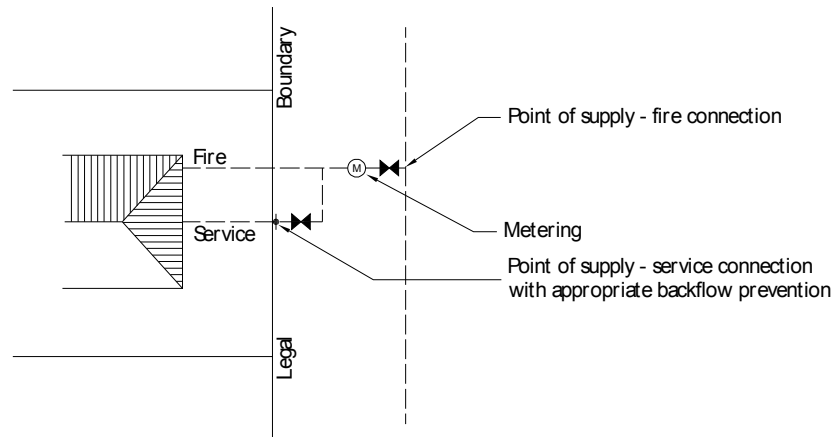 Boundary
Point of supply - fire connection
Fire
M
Service
Metering
Point of supply - service connection
with appropriate backflow prevention
Legal